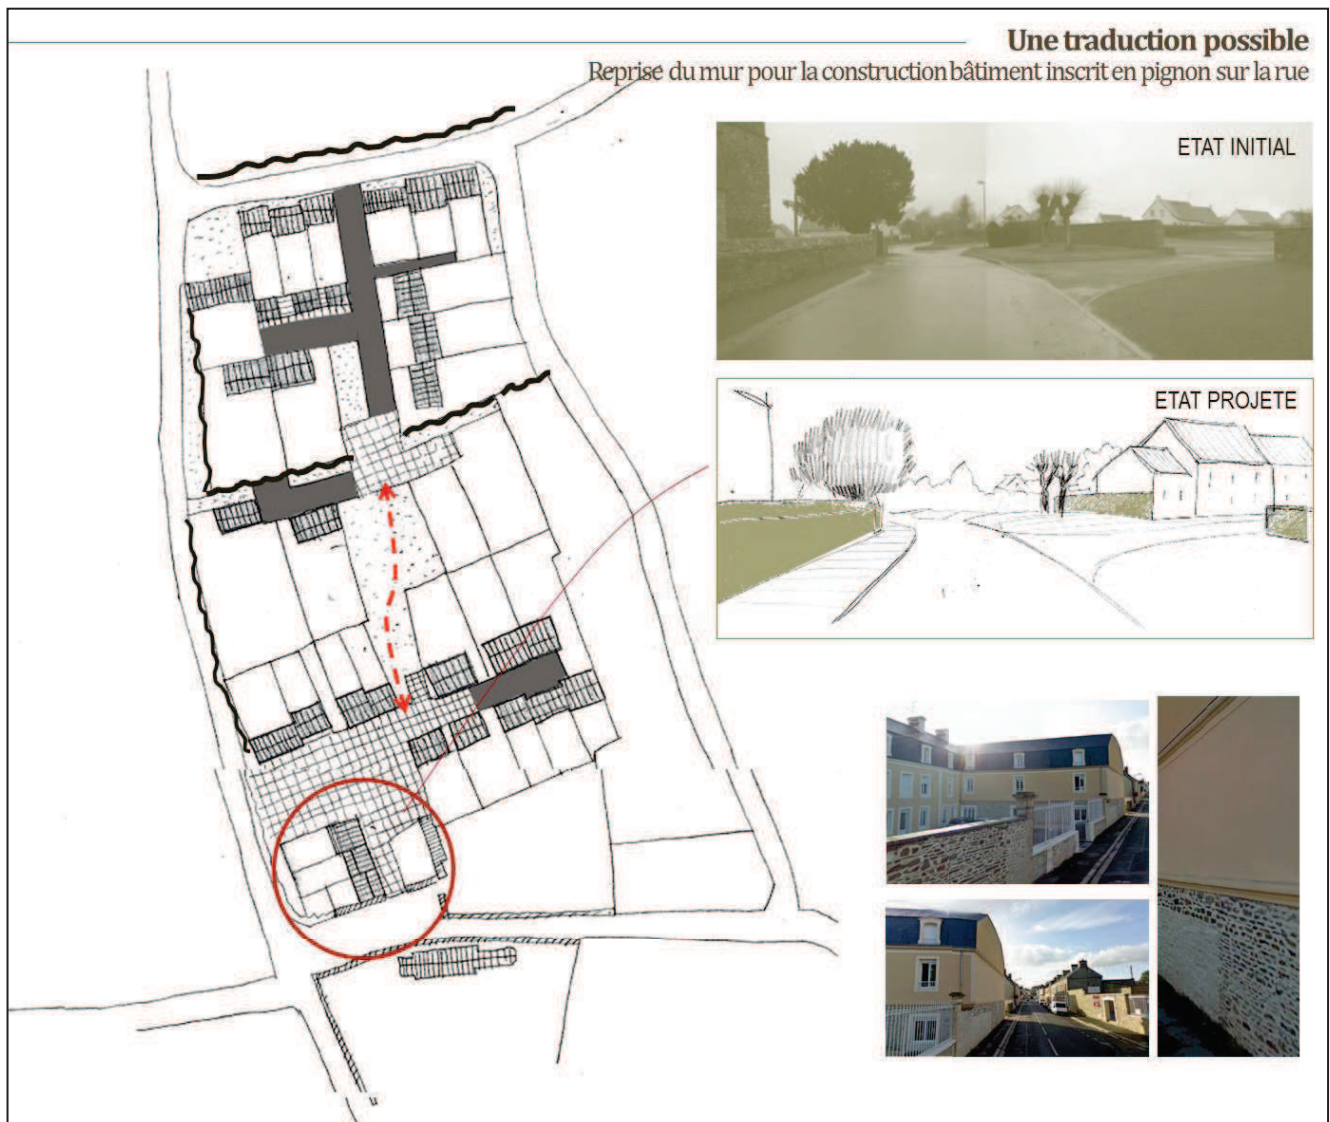 Une traduction possible
Reprise du mur pour la construction bâtiment inscrit en pignon sur la rue
ETAT INITIAL
ETAT PROJETE